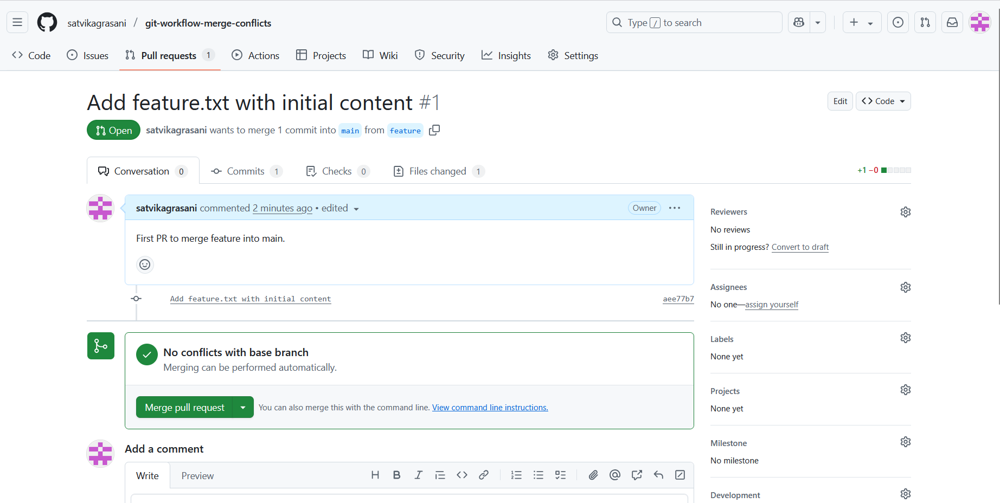 satvikagrasani / git-workflow-merge-conflicts
Type / to search
Code
Issues
Pull requests 1
Actions
Projects
Wiki
Security
Insights
Settings
Add feature.txt with initial content #1
Edit
Code
Open
satvikagrasani wants to merge 1 commit into main from feature
Conversation 0
Commits 1
Checks 0
Files changed 1
+1 −0
satvikagrasani commented 2 minutes ago • edited
Owner
First PR to merge feature into main.
Add feature.txt with initial content
aee77b7
No conflicts with base branch
Merging can be performed automatically.
Merge pull request
You can also merge this with the command line. View command line instructions.
Add a comment
Write
Preview
Reviewers
No reviews
Still in progress? Convert to draft
Assignees
No one—assign yourself
Labels
None yet
Projects
None yet
Milestone
No milestone
Development